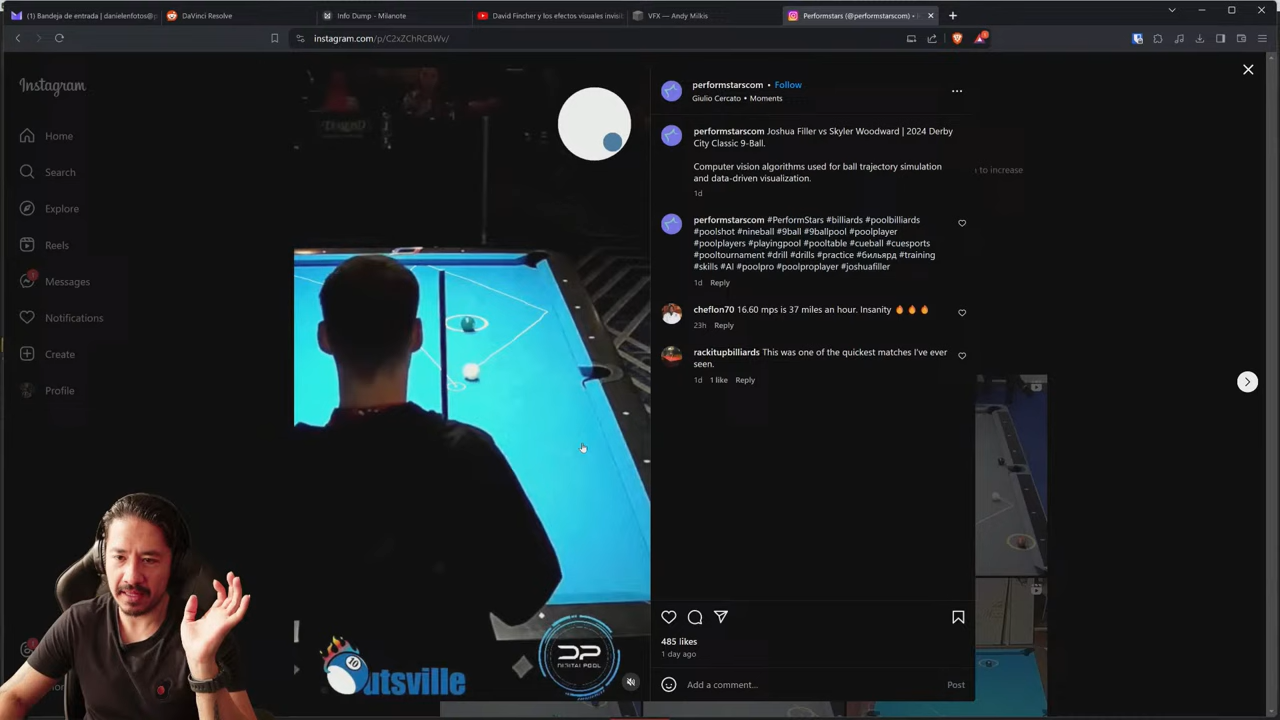 (1) Bandeja de entrada | danielenfotos@p
DaVinci Resolve
Info Dump - Milanote
David Fincher y los efectos visuales invisi
VFX — Andy Milkis
Performstars (@performstarscom) •
instagram.com/p/C2xZChRCBWv/
Instagram
Home
Search
Explore
Reels
Messages
Notifications
Create
Profile
performstarscom • Follow
Giulio Cercato • Moments
performstarscom Joshua Filler vs Skyler Woodward | 2024 Derby
City Classic 9-Ball.
Computer vision algorithms used for ball trajectory simulation
and data-driven visualization.
1d
n to increase
performstarscom #PerformStars #billiards #poolbilliards
#poolshot #nineball #9ball #9ballpool #poolplayer
#poolplayers #playingpool #pooltable #cueball #cuesports
#pooltournament #drill #drills #practice #бильярд #training
#skills #AI #poolpro #poolproplayer #joshuafiller
1d Reply
cheflon70 16.60 mps is 37 miles an hour. Insanity 🔥🔥🔥
23h Reply
rackitupbilliards This was one of the quickest matches I've ever
seen.
1d 1 like Reply
10
utsville
DP
DIGITAL POOL
485 likes
1 day ago
Add a comment...
Post